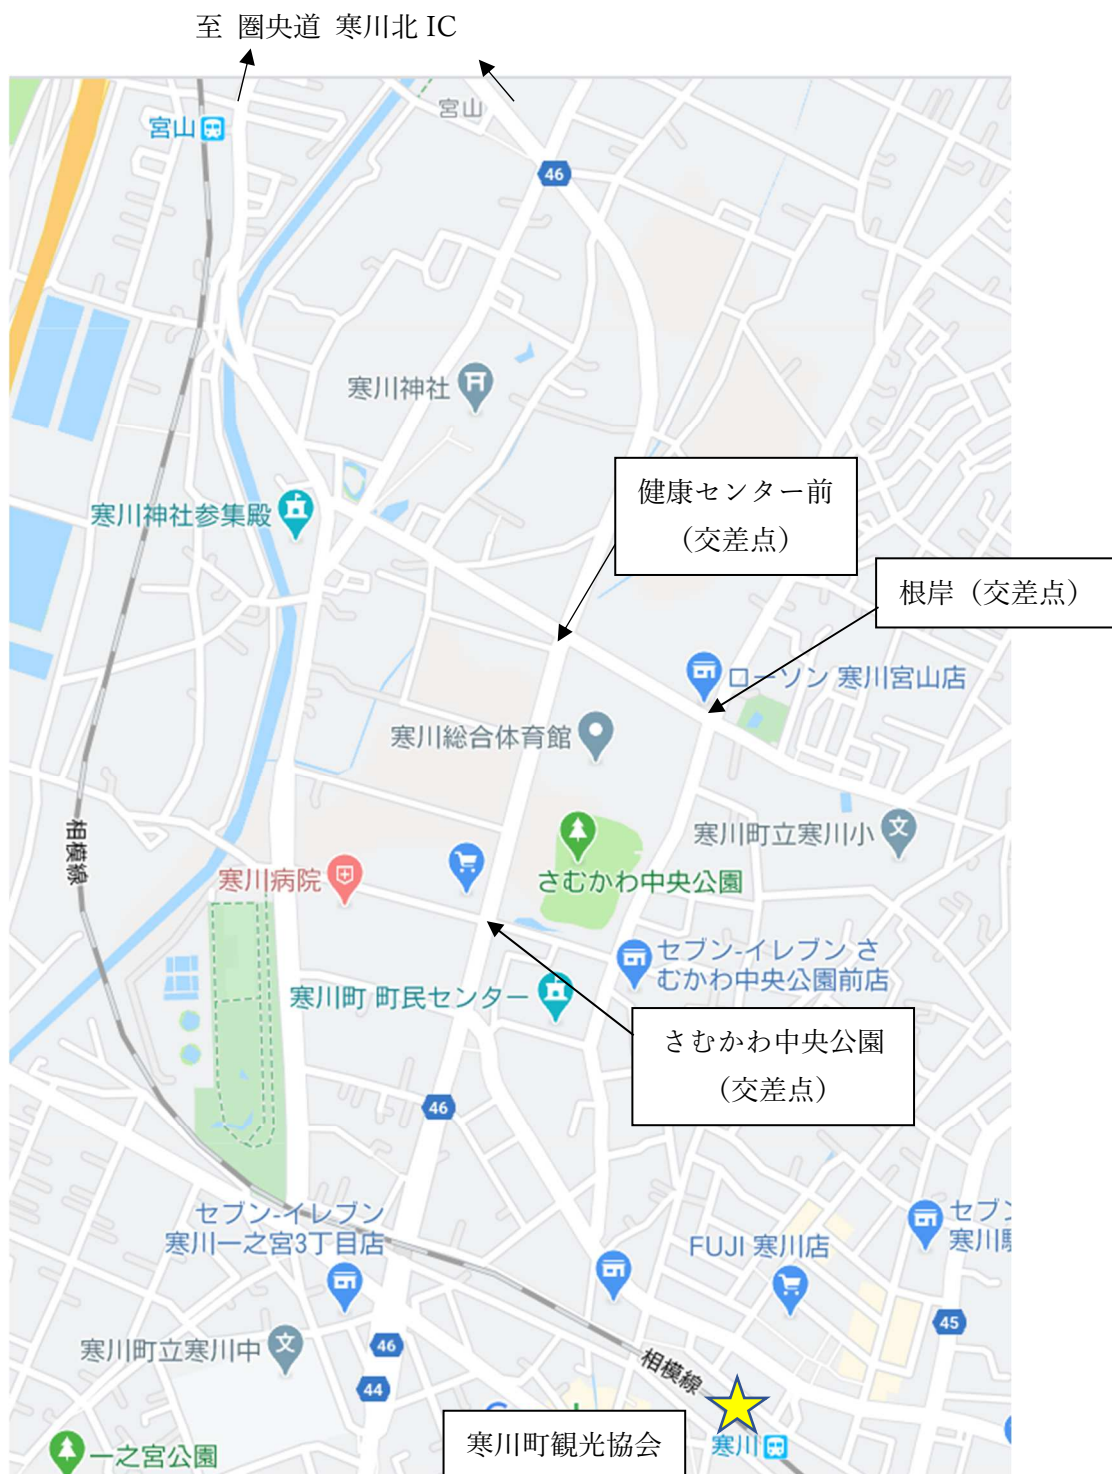 至 圏央道 寒川北 IC
宮山
宮山
46
寒川神社
健康センター前
(交差点)
寒川神社参集殿
根岸(交差点)
ローソン 寒川宮山店
寒川総合体育館
相模線
寒川町立寒川小
寒川病院
さむかわ中央公園
セブン-イレブン さ
むかわ中央公園前店
寒川町 町民センター
さむかわ中央公園
(交差点)
46
セブン-イレブン
寒川一之宮3丁目店
FUJI 寒川店
セブン
寒川駅
45
46
寒川町立寒川中
相模線
44
寒川町観光協会
寒川
一之宮公園